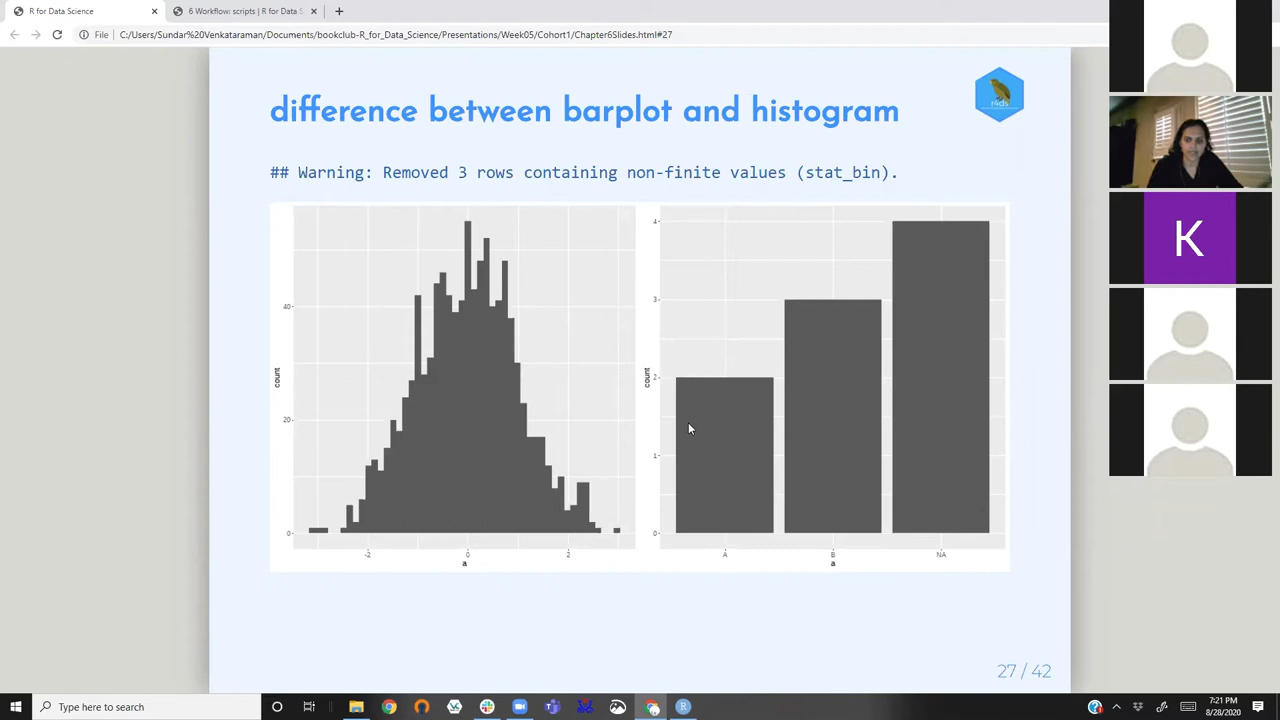 R for Data Science
6 Workflow: scripts | R for Data S
File
C:/Users/Sundar%20Venkataraman/Documents/bookclub-R_for_Data_Science/Presentations/Week05/Cohort1/Chapter6Slides.html#27
difference between barplot and histogram
r4ds
## Warning: Removed 3 rows containing non-finite values (stat_bin).
count
40
20
0
-2
0
2
a
count
4
3
2
1
0
A
B
NA
a
K
27 / 42
Type here to search
7:21 PM
8/28/2020